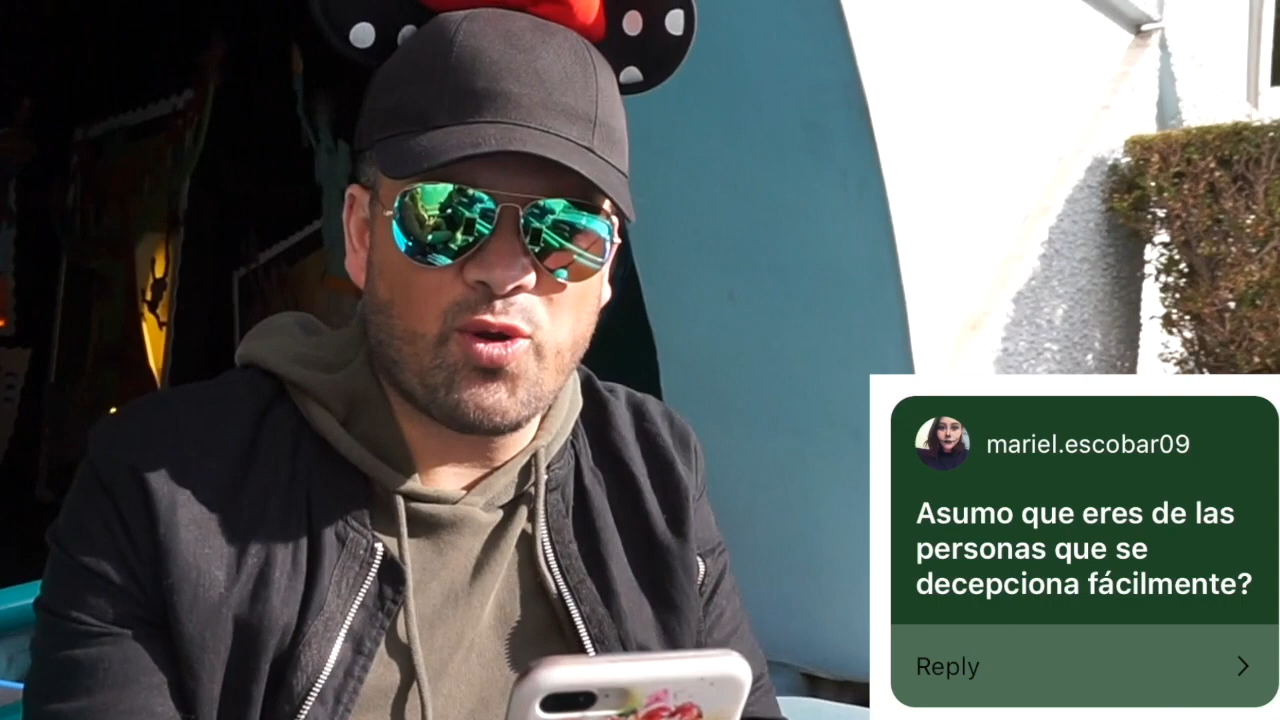 mariel.escobar09
Asumo que eres de las
personas que se
decepciona fácilmente?
Reply